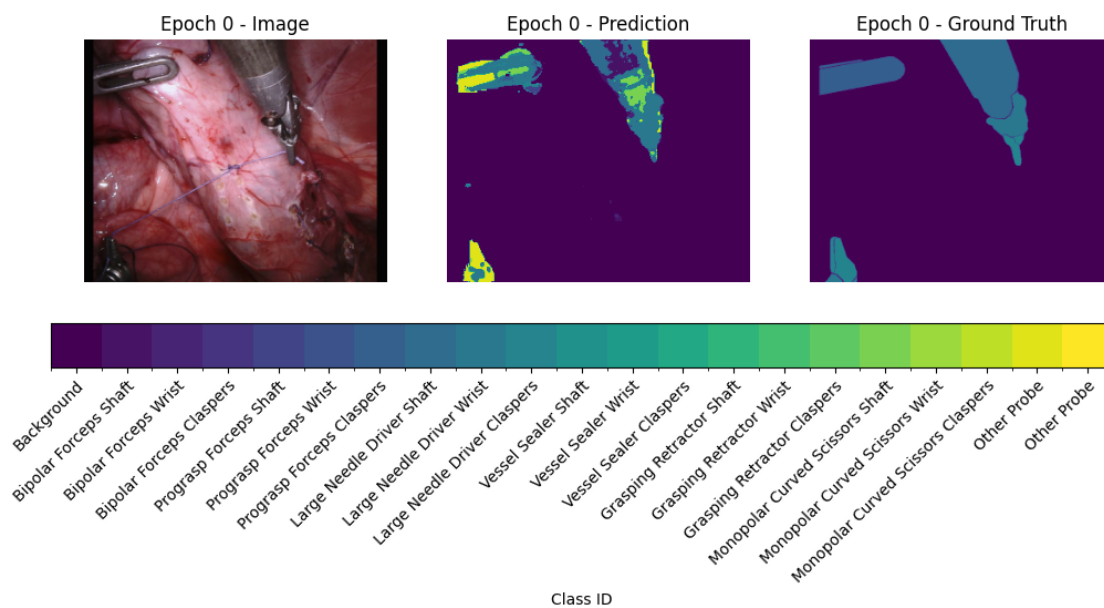 Epoch 0 - Image
Epoch 0 - Prediction
Epoch 0 - Ground Truth
Background
Bipolar Forceps Shaft
Bipolar Forceps Wrist
Bipolar Forceps Claspers
Prograsp Forceps Shaft
Prograsp Forceps Wrist
Prograsp Forceps Claspers
Large Needle Driver Shaft
Large Needle Driver Wrist
Large Needle Driver Claspers
Vessel Sealer Shaft
Vessel Sealer Wrist
Vessel Sealer Claspers
Grasping Retractor Shaft
Grasping Retractor Wrist
Grasping Retractor Claspers
Monopolar Curved Scissors Shaft
Monopolar Curved Scissors Wrist
Monopolar Curved Scissors Claspers
Other Probe
Other Probe
Class ID